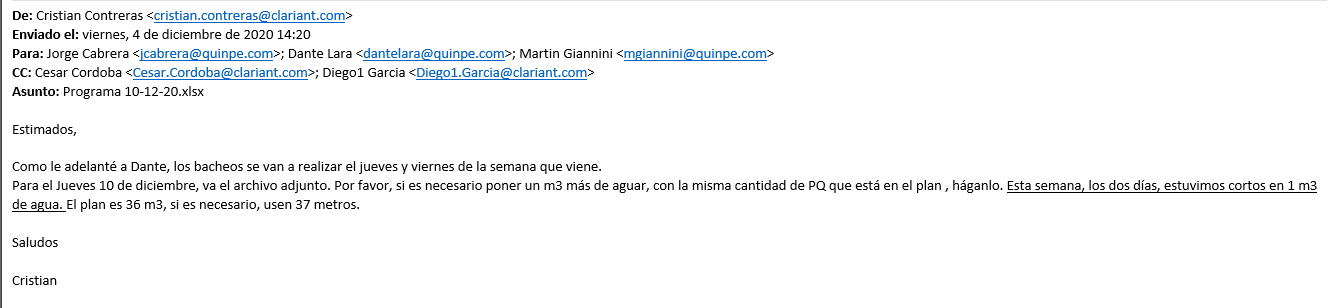 De: Cristian Contreras <cristian.contreras@clariant.com>
Enviado el: viernes, 4 de diciembre de 2020 14:20
Para: Jorge Cabrera <jcabrera@quinpe.com>; Dante Lara <dantelara@quinpe.com>; Martin Giannini <mgiannini@quinpe.com>
CC: Cesar Cordoba <Cesar.Cordoba@clariant.com>; Diego1 Garcia <Diego1.Garcia@clariant.com>
Asunto: Programa 10-12-20.xlsx
Estimados,
Como le adelanté a Dante, los bacheos se van a realizar el jueves y viernes de la semana que viene.
Para el Jueves 10 de diciembre, va el archivo adjunto. Por favor, si es necesario poner un m3 más de aguar, con la misma cantidad de PQ que está en el plan , háganlo. Esta semana, los dos días, estuvimos cortos en 1 m3
de agua. El plan es 36 m3, si es necesario, usen 37 metros.
Saludos
Cristian